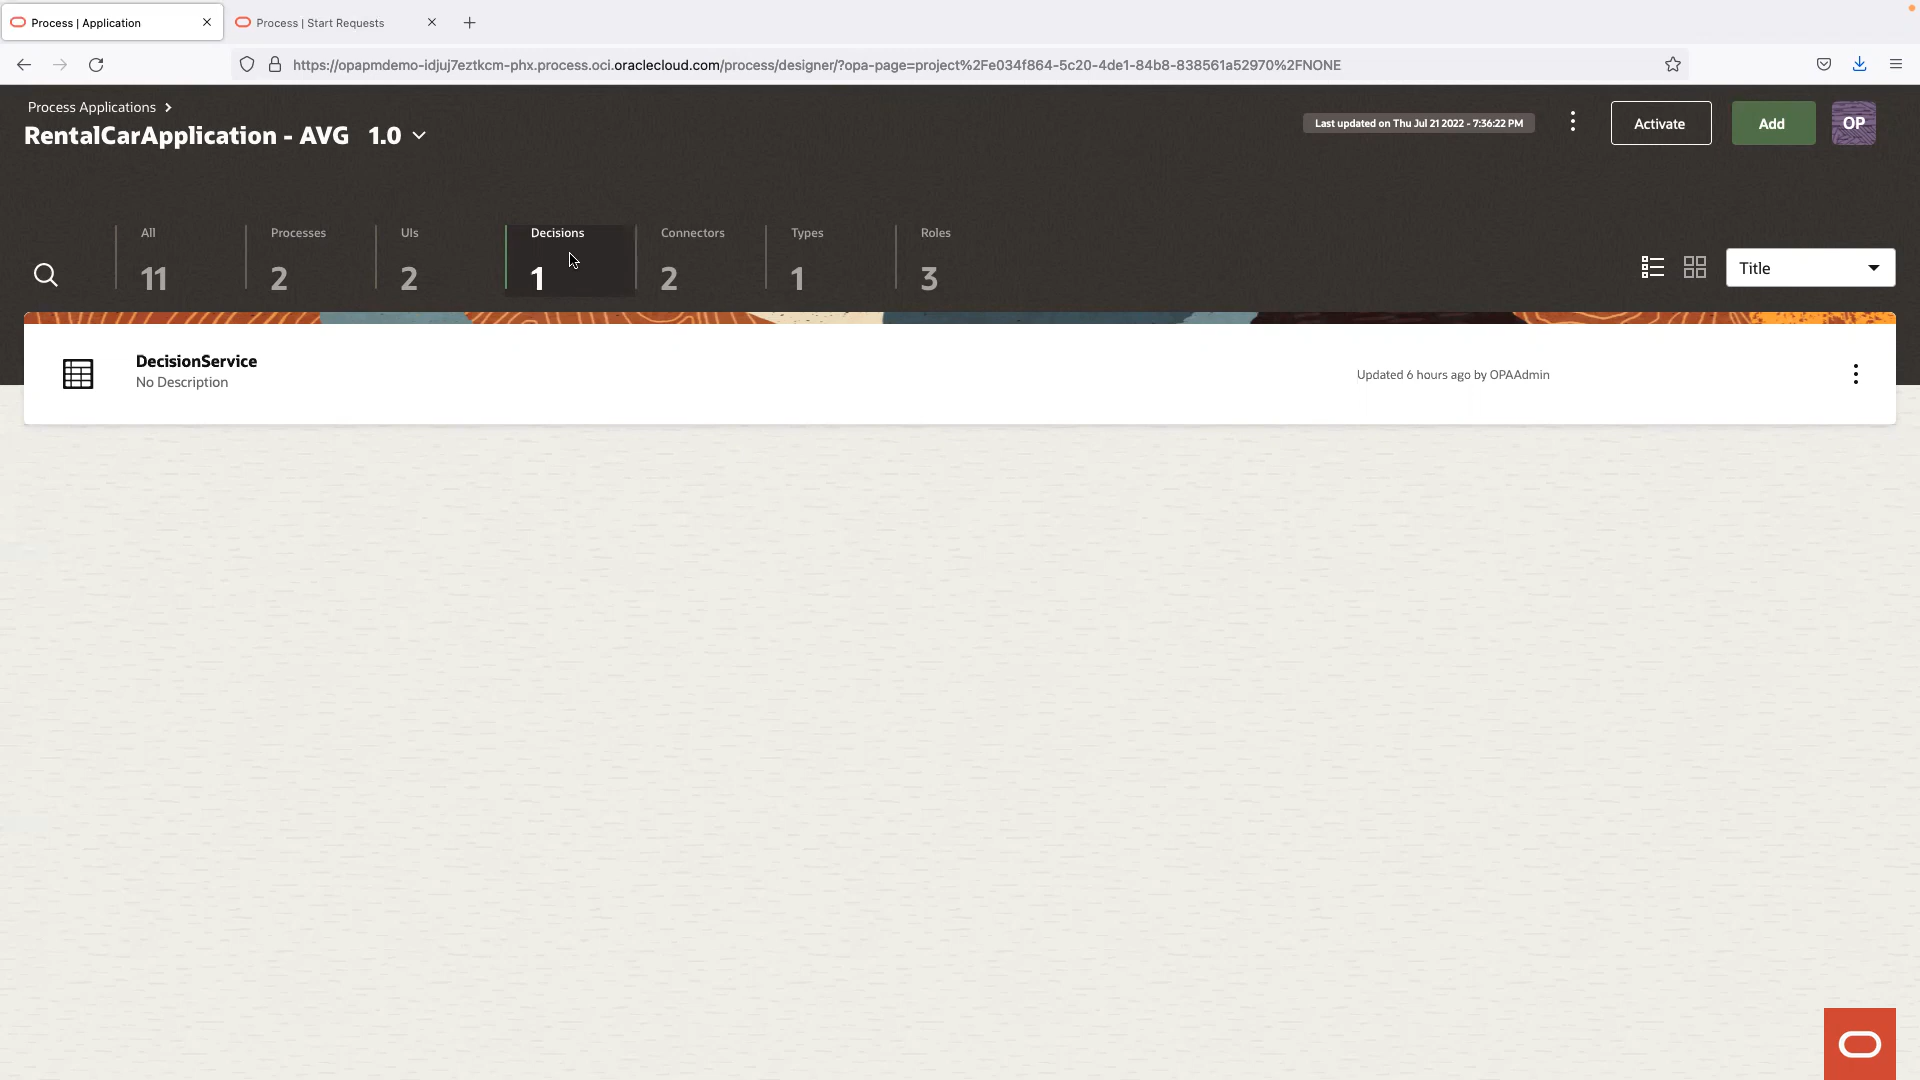 Process | Application
Process | Start Requests
https://opapmdemo-idjuj7eztkcm-phx.process.oci.oraclecloud.com/process/designer/?opa-page=project%2Fe034f864-5c20-4de1-84b8-838561a52970%2FNONE
Process Applications
RentalCarApplication - AVG 1.0
Last updated on Thu Jul 21 2022 - 7:36:22 PM
Activate
Add
OP
All
Processes
UIs
Decisions
Connectors
Types
Roles
11
2
2
1
2
1
3
Title
DecisionService
No Description
Updated 6 hours ago by OPAAdmin